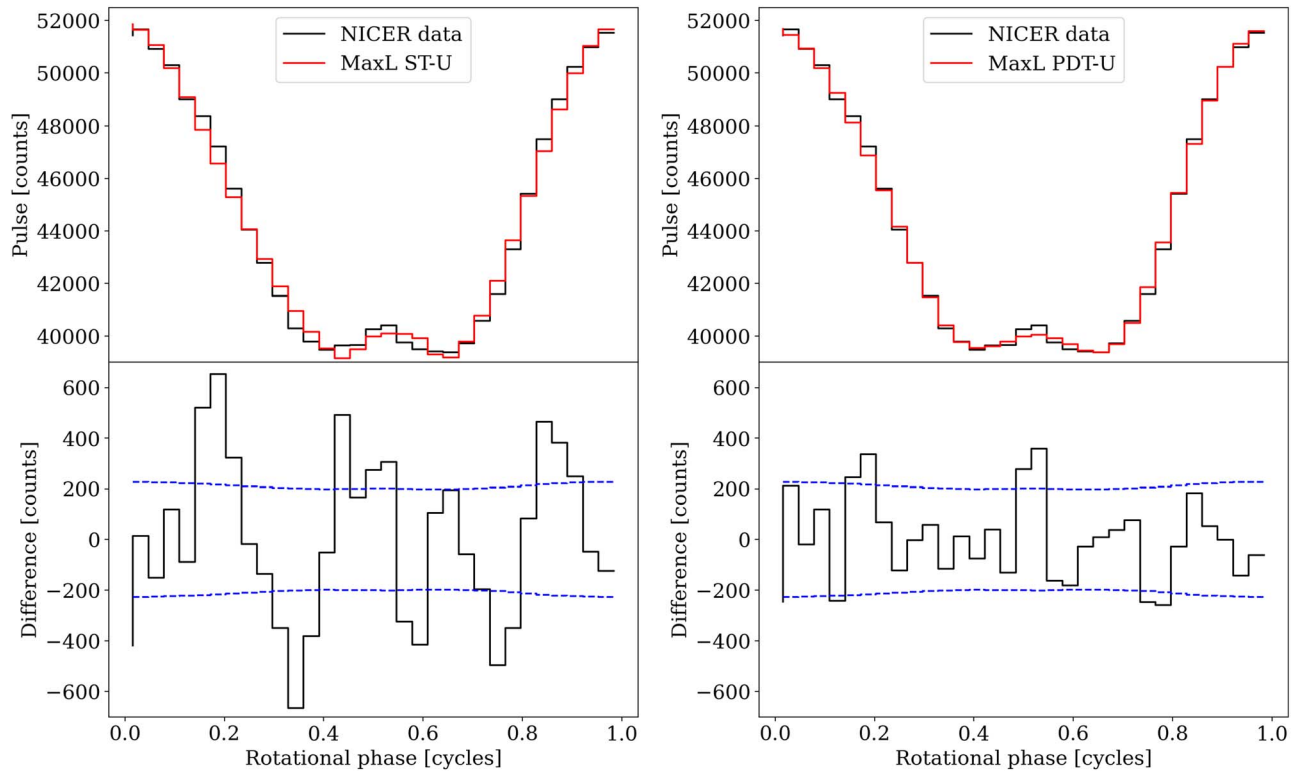 52000
50000
48000
46000
44000
42000
40000
Pulse [counts]
NICER data
MaxL ST-U
600
400
200
0
−200
−400
−600
Difference [counts]
0.0 0.2 0.4 0.6 0.8 1.0
Rotational phase [cycles]
52000
50000
48000
46000
44000
42000
40000
Pulse [counts]
NICER data
MaxL PDT-U
600
400
200
0
−200
−400
−600
Difference [counts]
0.0 0.2 0.4 0.6 0.8 1.0
Rotational phase [cycles]